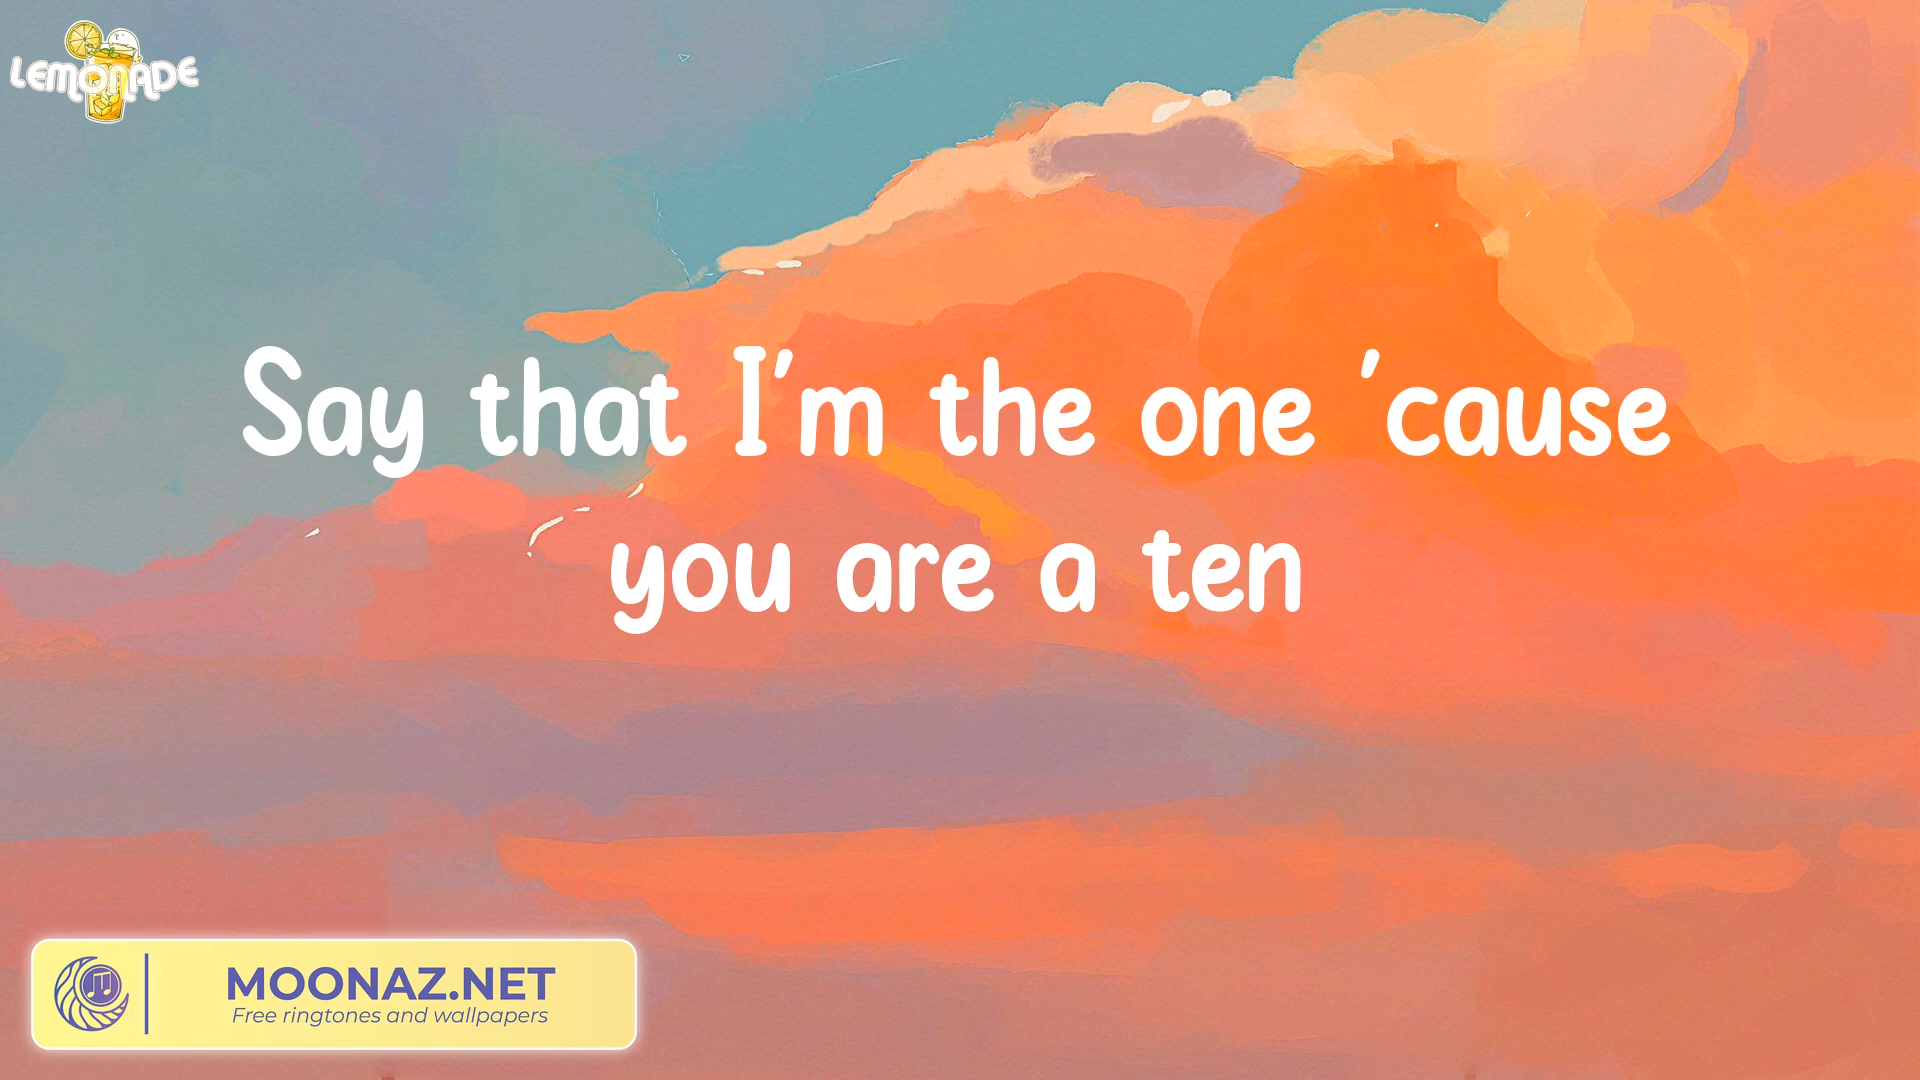 LEMONADE
Say that I'm the one 'cause
you are a ten
MOONAZ.NET
Free ringtones and wallpapers